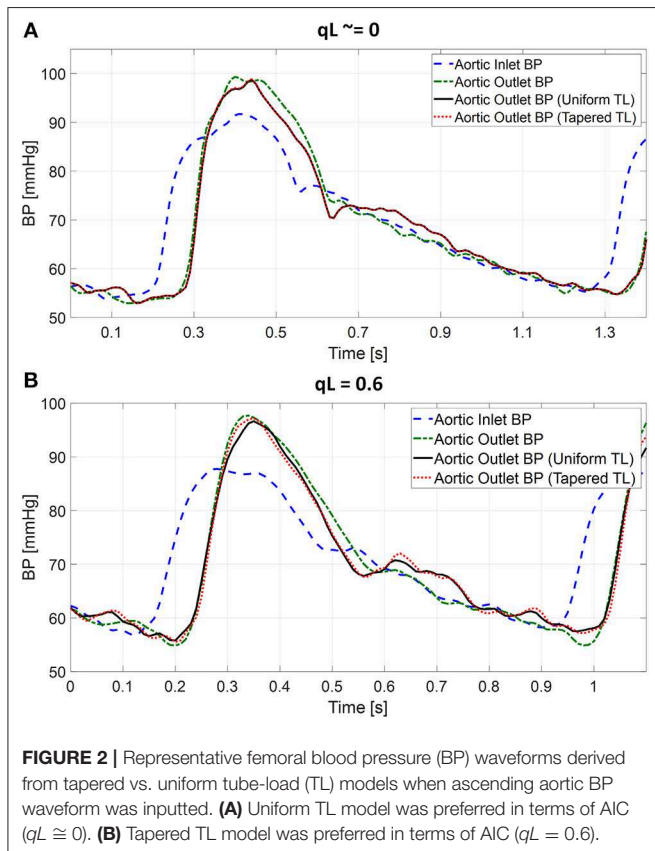 A
qL ~= 0
Aortic Inlet BP
Aortic Outlet BP
Aortic Outlet BP (Uniform TL)
Aortic Outlet BP (Tapered TL)
BP [mmHg]
100
90
80
70
60
50
0.1 0.3 0.5 0.7 0.9 1.1 1.3
Time [s]
B
qL = 0.6
Aortic Inlet BP
Aortic Outlet BP
Aortic Outlet BP (Uniform TL)
Aortic Outlet BP (Tapered TL)
BP [mmHg]
100
90
80
70
60
50
0 0.1 0.2 0.3 0.4 0.5 0.6 0.7 0.8 0.9 1
Time [s]
FIGURE 2 | Representative femoral blood pressure (BP) waveforms derived
from tapered vs. uniform tube-load (TL) models when ascending aortic BP
waveform was inputted. (A) Uniform TL model was preferred in terms of AIC
(qL ≅ 0). (B) Tapered TL model was preferred in terms of AIC (qL = 0.6).